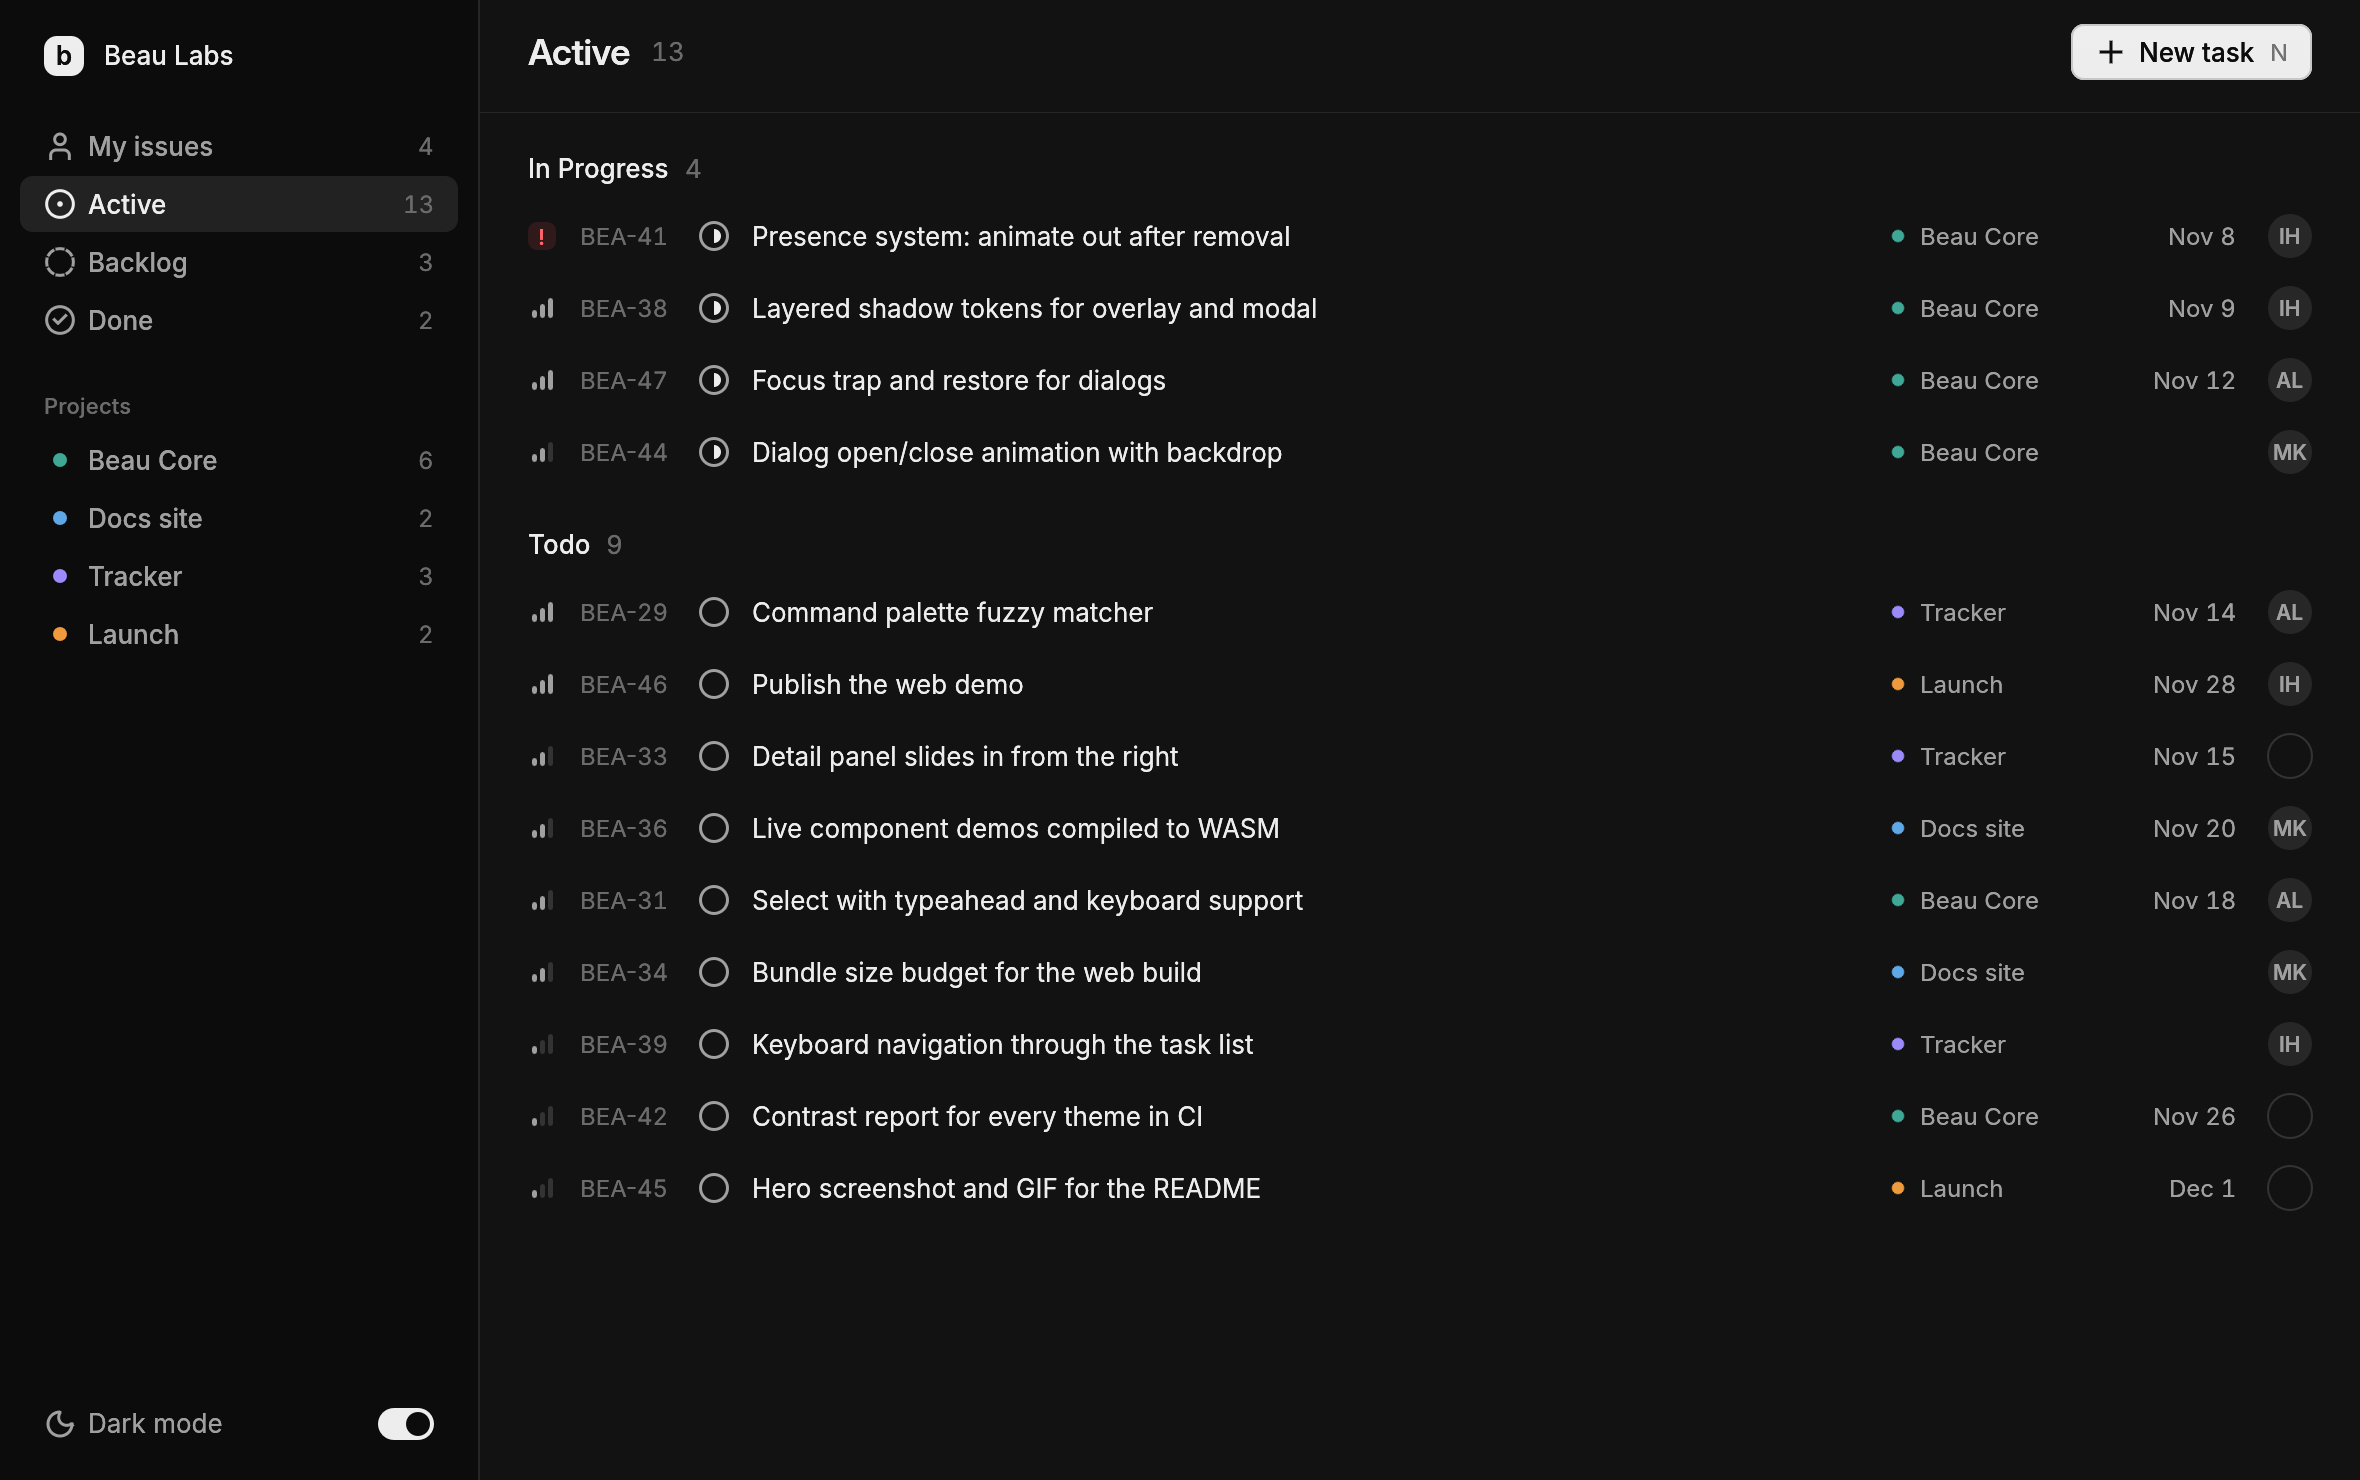 b Beau Labs
My issues 4
Active 13
Backlog 3
Done 2
Projects
Beau Core 6
Docs site 2
Tracker 3
Launch 2
Dark mode
Active 13
New task N
In Progress 4
! BEA-41 Presence system: animate out after removal Beau Core Nov 8 IH
BEA-38 Layered shadow tokens for overlay and modal Beau Core Nov 9 IH
BEA-47 Focus trap and restore for dialogs Beau Core Nov 12 AL
BEA-44 Dialog open/close animation with backdrop Beau Core MK
Todo 9
BEA-29 Command palette fuzzy matcher Tracker Nov 14 AL
BEA-46 Publish the web demo Launch Nov 28 IH
BEA-33 Detail panel slides in from the right Tracker Nov 15
BEA-36 Live component demos compiled to WASM Docs site Nov 20 MK
BEA-31 Select with typeahead and keyboard support Beau Core Nov 18 AL
BEA-34 Bundle size budget for the web build Docs site MK
BEA-39 Keyboard navigation through the task list Tracker IH
BEA-42 Contrast report for every theme in CI Beau Core Nov 26
BEA-45 Hero screenshot and GIF for the README Launch Dec 1